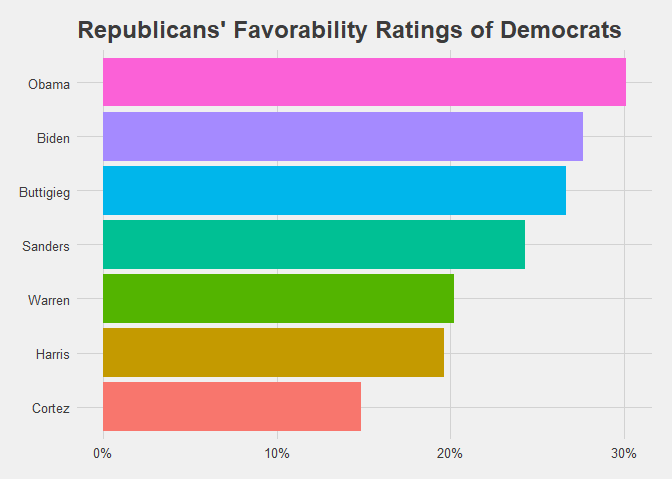 Republicans' Favorability Ratings of Democrats
Obama
Biden
Buttigieg
Sanders
Warren
Harris
Cortez
0% 10% 20% 30%